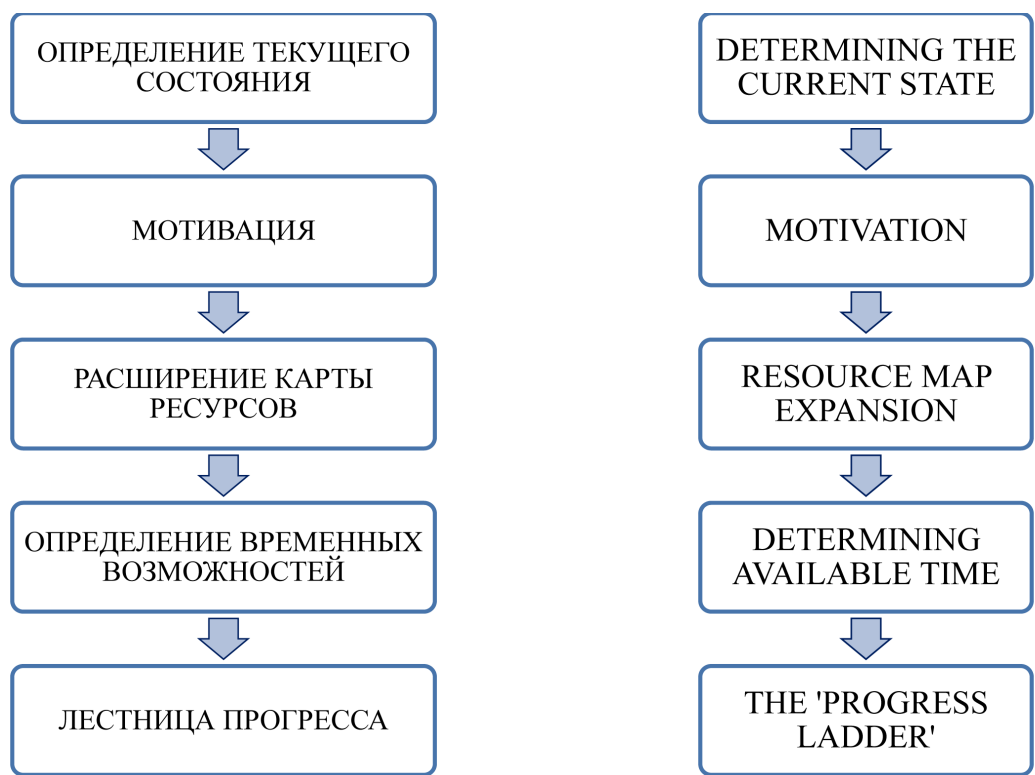 ОПРЕДЕЛЕНИЕ ТЕКУЩЕГО
СОСТОЯНИЯ
МОТИВАЦИЯ
РАСШИРЕНИЕ КАРТЫ
РЕСУРСОВ
ОПРЕДЕЛЕНИЕ ВРЕМЕННЫХ
ВОЗМОЖНОСТЕЙ
ЛЕСТНИЦА ПРОГРЕССА
DETERMINING THE
CURRENT STATE
MOTIVATION
RESOURCE MAP
EXPANSION
DETERMINING
AVAILABLE TIME
THE 'PROGRESS
LADDER'